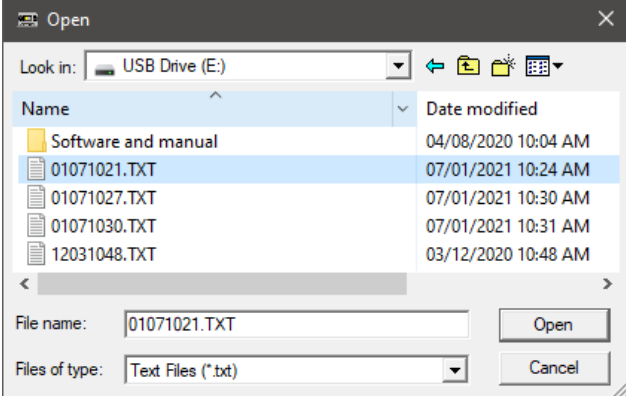 Open
Look in: USB Drive (E:)
Name Date modified
Software and manual 04/08/2020 10:04 AM
01071021.TXT 07/01/2021 10:24 AM
01071027.TXT 07/01/2021 10:30 AM
01071030.TXT 07/01/2021 10:31 AM
12031048.TXT 03/12/2020 10:48 AM
File name: 01071021.TXT Open
Files of type: Text Files (*.txt) Cancel